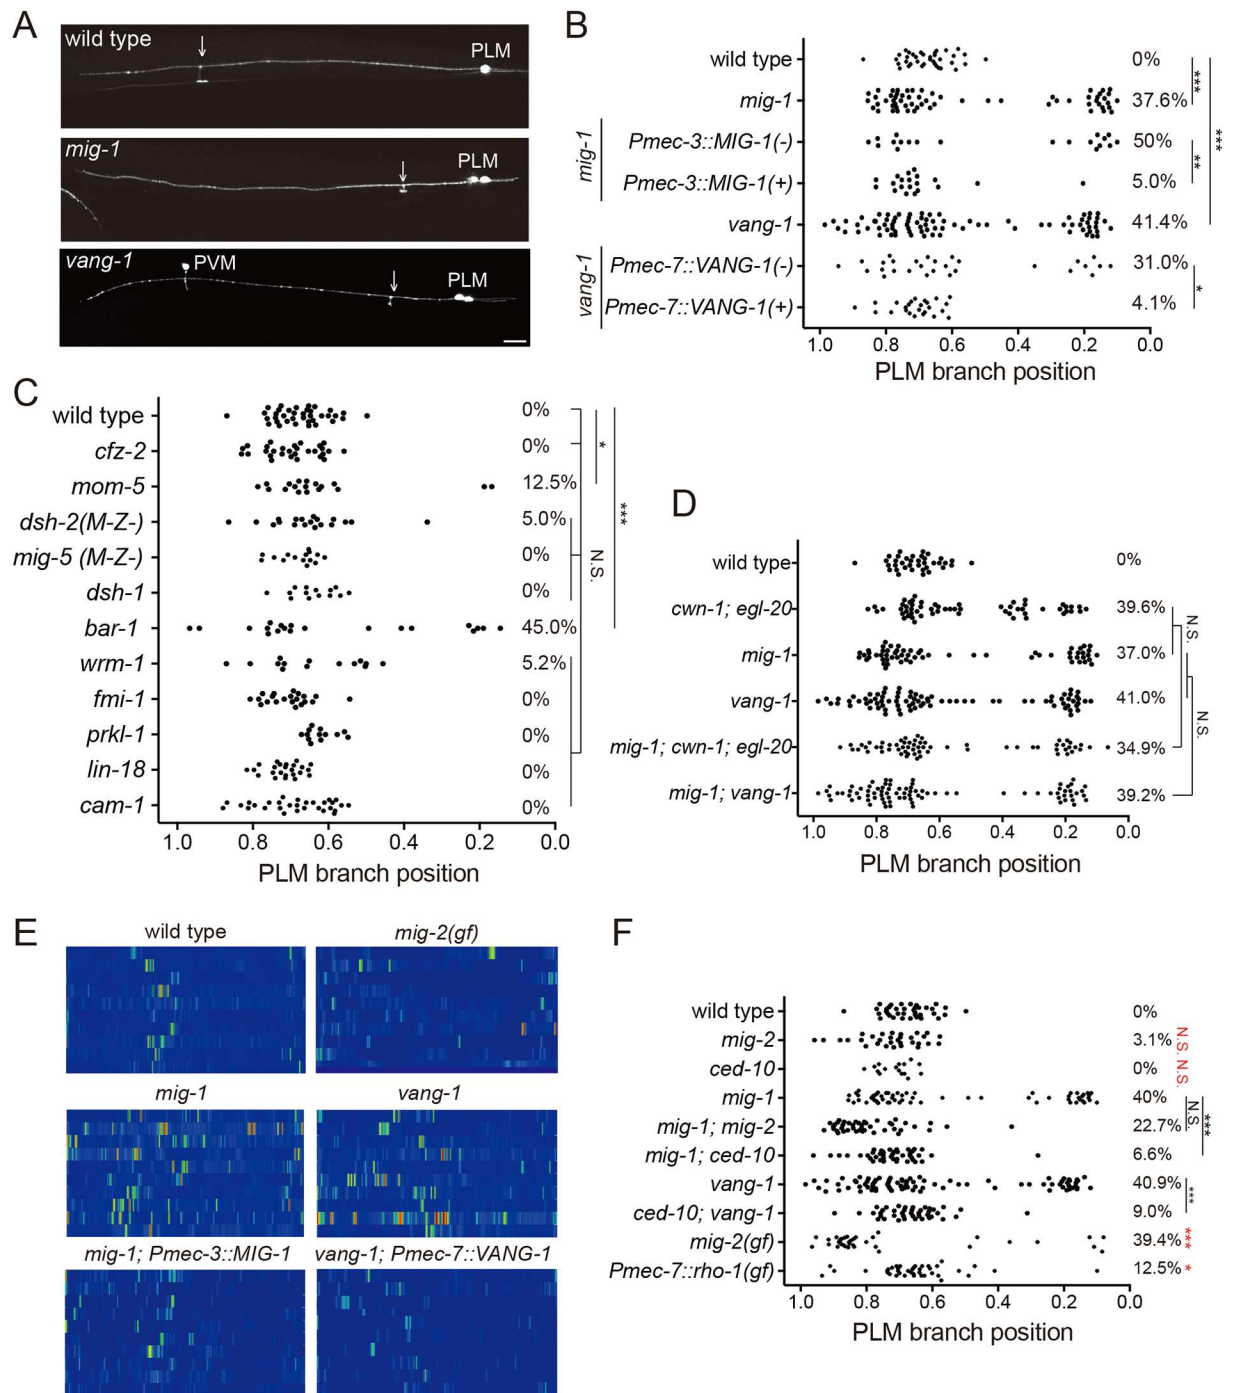 A
wild type
PLM
mig-1
PLM
vang-1
PVM
PLM
B
wild type
0%
mig-1
37.6%
***
mig-1
Pmec-3::MIG-1(-)
50%
Pmec-3::MIG-1(+)
5.0%
**
***
vang-1
41.4%
vang-1
Pmec-7::VANG-1(-)
31.0%
Pmec-7::VANG-1(+)
4.1%
*
1.0 0.8 0.6 0.4 0.2 0.0
PLM branch position
C
wild type
0%
cfz-2
0%
*
mom-5
12.5%
***
dsh-2(M-Z-)
5.0%
mig-5 (M-Z-)
0%
N.S.
dsh-1
0%
bar-1
45.0%
wrm-1
5.2%
fmi-1
0%
prkl-1
0%
lin-18
0%
cam-1
0%
1.0 0.8 0.6 0.4 0.2 0.0
PLM branch position
D
wild type
0%
cwn-1; egl-20
39.6%
N.S.
mig-1
37.0%
vang-1
41.0%
N.S.
mig-1; cwn-1; egl-20
34.9%
mig-1; vang-1
39.2%
1.0 0.8 0.6 0.4 0.2 0.0
PLM branch position
E
wild type
mig-2(gf)
mig-1
vang-1
mig-1; Pmec-3::MIG-1
vang-1; Pmec-7::VANG-1
F
wild type
0%
mig-2
3.1%
N.S.
ced-10
0%
N.S.
mig-1
40%
N.S
***
mig-1; mig-2
22.7%
mig-1; ced-10
6.6%
vang-1
40.9%
***
ced-10; vang-1
9.0%
mig-2(gf)
39.4%
***
Pmec-7::rho-1(gf)
12.5%
*
1.0 0.8 0.6 0.4 0.2 0.0
PLM branch position